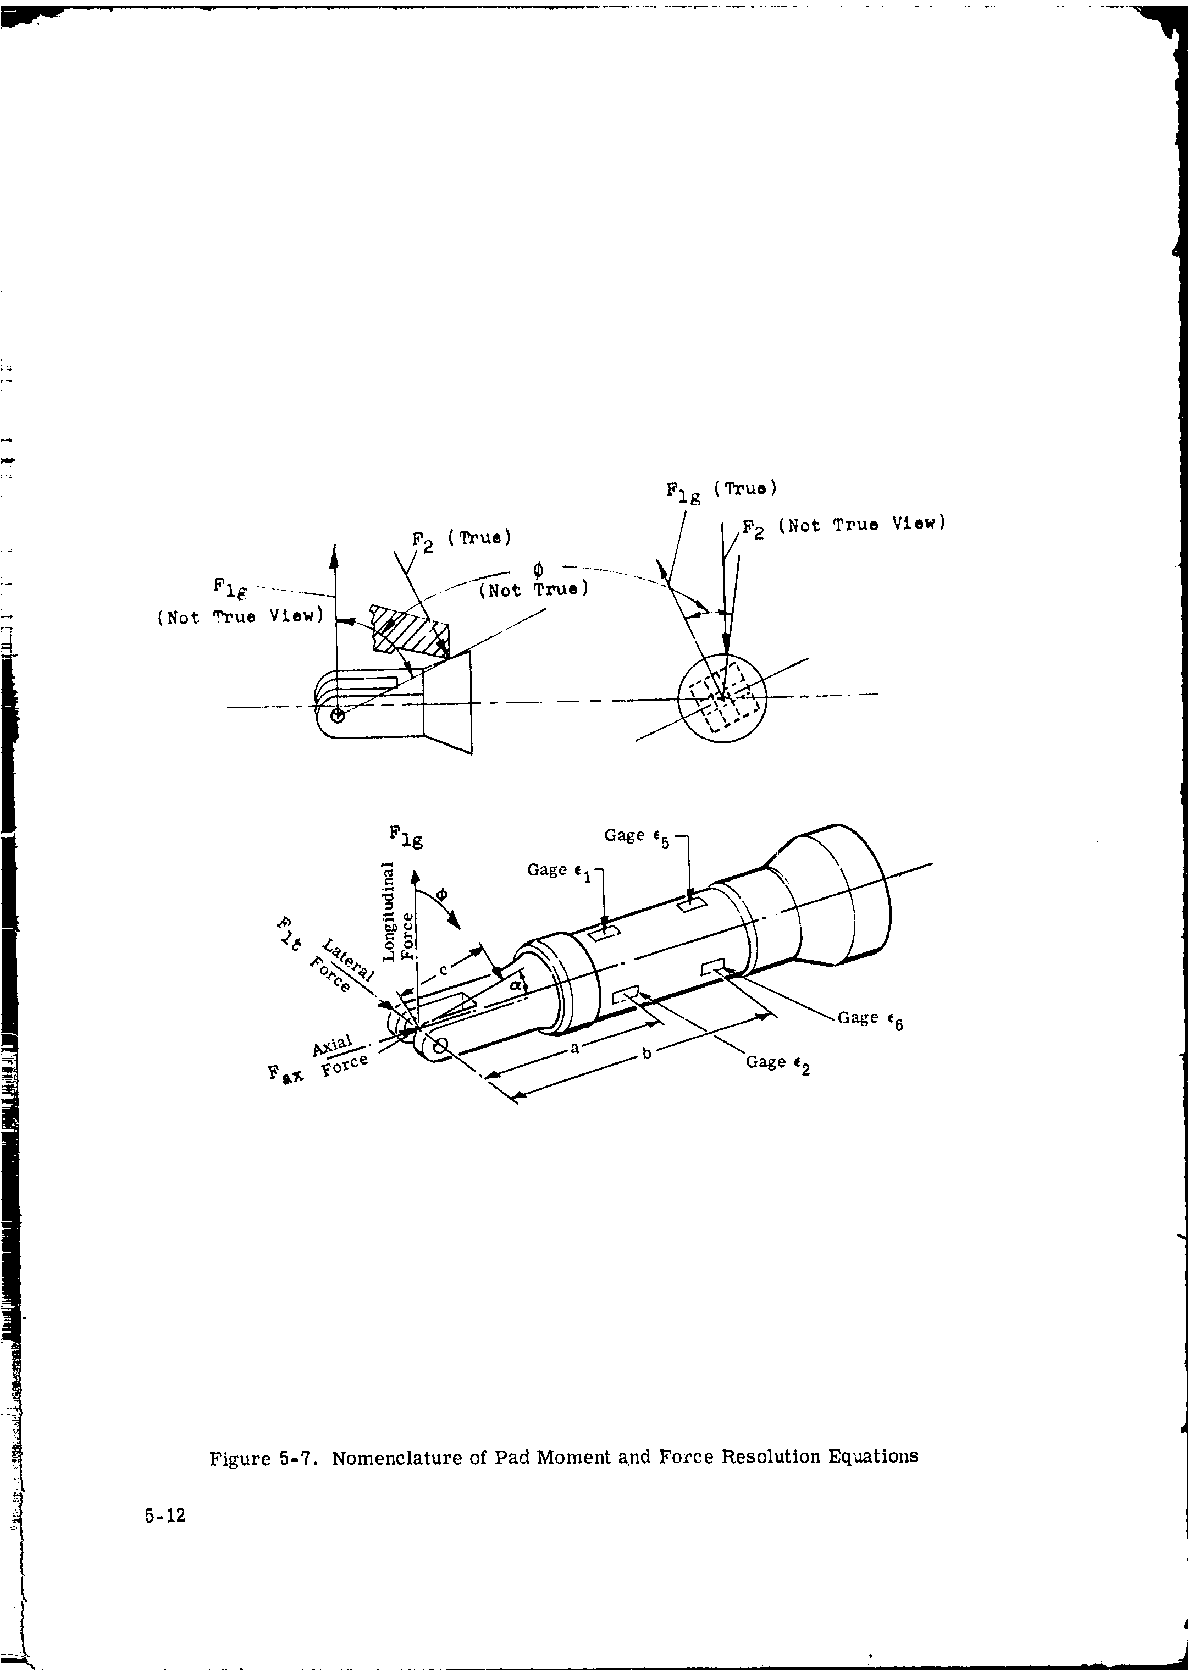 F1g (True)
F2 (Not True View)
F2 (True)
φ
(Not True)
F1g
(Not True View)
F1g
Gage ε5
Gage ε1
Longitudinal
Force
φ
F1t
Lateral
Force
c
α
Axial
Force
Fax
a
b
Gage ε6
Gage ε2
Figure 5-7. Nomenclature of Pad Moment and Force Resolution Equations
5-12